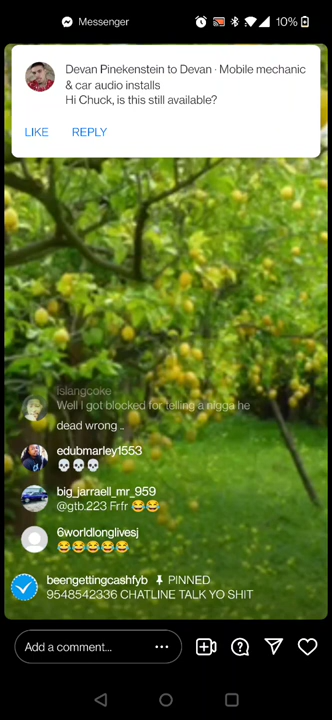 Messenger
10%
Devan Pinekenstein to Devan · Mobile mechanic
& car audio installs
Hi Chuck, is this still available?
LIKE REPLY
islangcoke
Well I got blocked for telling a nigga he
dead wrong ..
edubmarley1553
💀💀💀
big_jarraell_mr_959
@gtb.223 Frfr 😂😂
6worldlonglivesj
😂😂😂😂😂
beengettingcashfyb PINNED
9548542336 CHATLINE TALK YO SHIT
Add a comment...